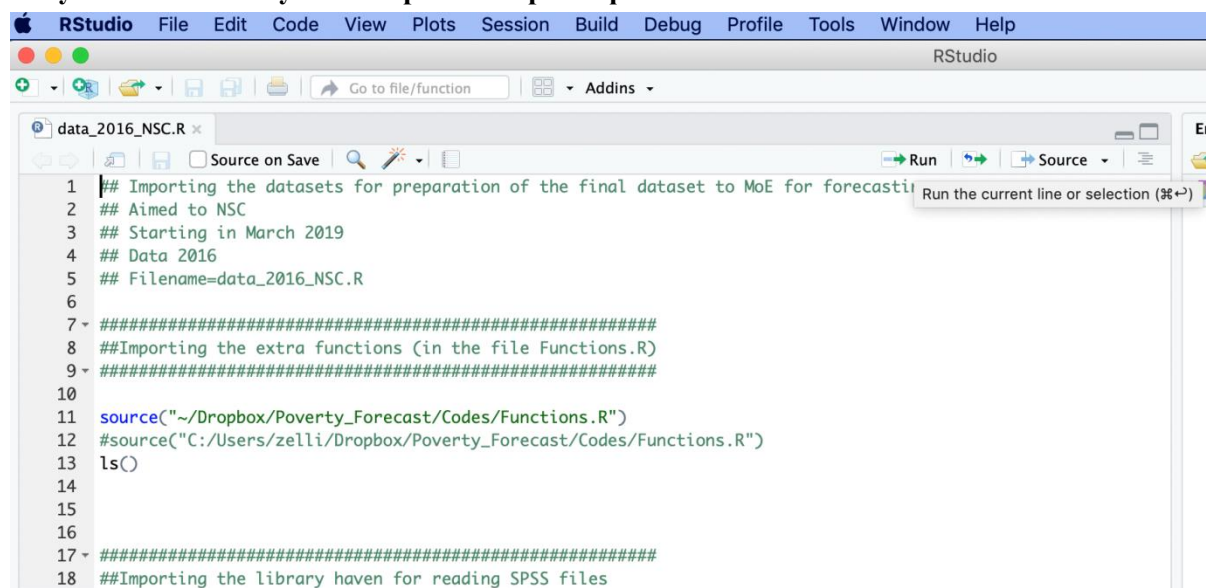 RStudio File Edit Code View Plots Session Build Debug Profile Tools Window Help
RStudio
Go to file/function Addins
data_2016_NSC.R
Source on Save Run Source
1 ## Importing the datasets for preparation of the final dataset to MoE for forecasti
Run the current line or selection (⌘↩)
2 ## Aimed to NSC
3 ## Starting in March 2019
4 ## Data 2016
5 ## Filename=data_2016_NSC.R
6
7 #########################################################
8 ##Importing the extra functions (in the file Functions.R)
9 #########################################################
10
11 source("~/Dropbox/Poverty_Forecast/Codes/Functions.R")
12 #source("C:/Users/zelli/Dropbox/Poverty_Forecast/Codes/Functions.R")
13 ls()
14
15
16
17 #########################################################
18 ##Importing the library haven for reading SPSS files